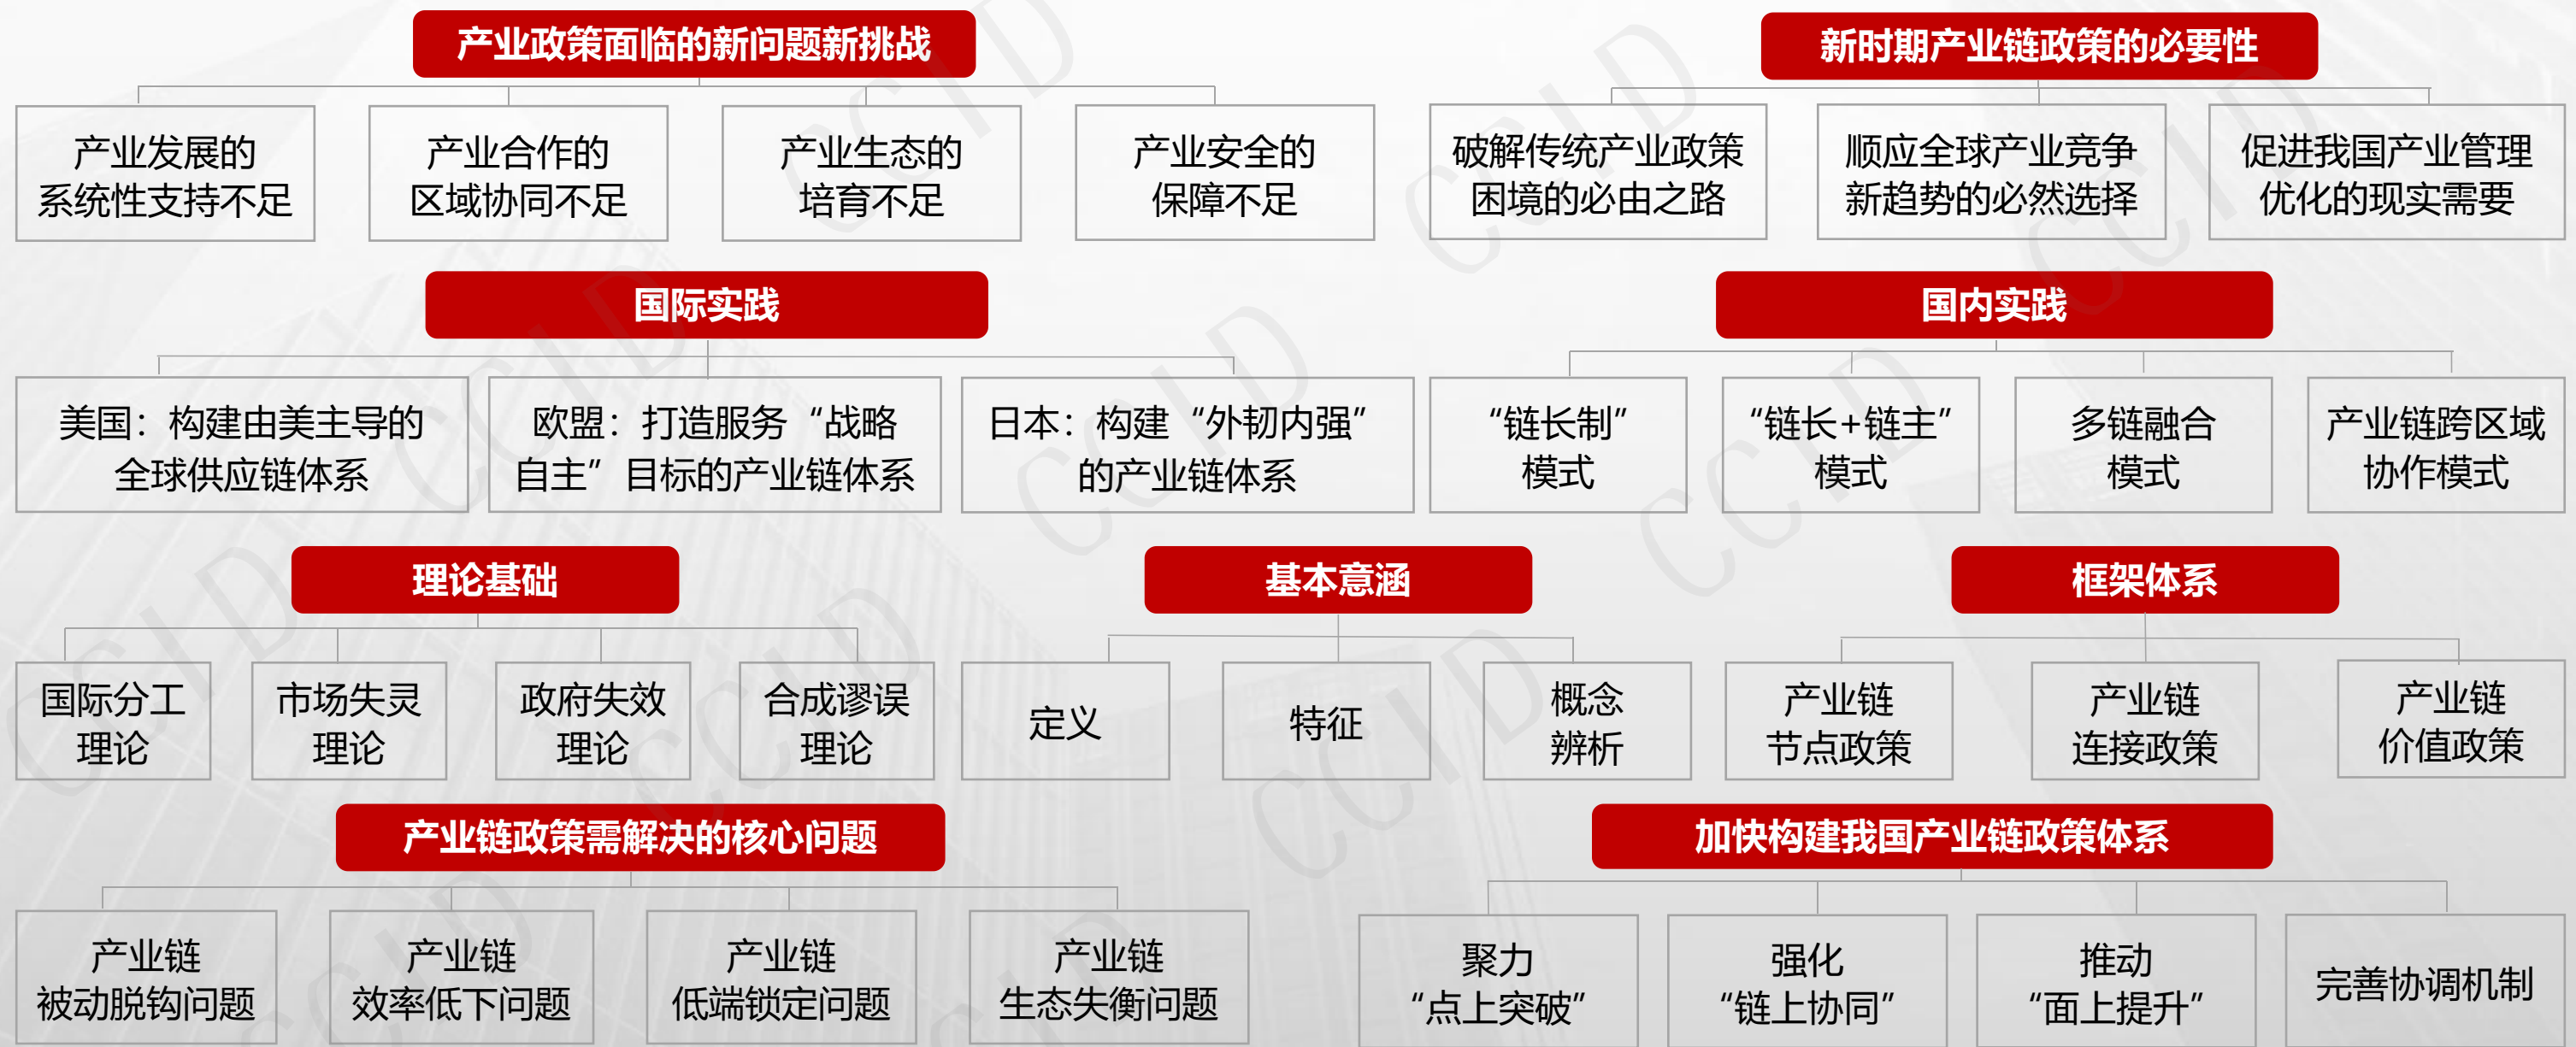 产业政策面临的新问题新挑战
产业发展的
系统性支持不足
产业合作的
区域协同不足
产业生态的
培育不足
产业安全的
保障不足
新时期产业链政策的必要性
破解传统产业政策
困境的必由之路
顺应全球产业竞争
新趋势的必然选择
促进我国产业管理
优化的现实需要
国际实践
美国：构建由美主导的
全球供应链体系
欧盟：打造服务“战略
自主”目标的产业链体系
日本：构建“外韧内强”
的产业链体系
国内实践
“链长制”
模式
“链长+链主”
模式
多链融合
模式
产业链跨区域
协作模式
理论基础
国际分工
理论
市场失灵
理论
政府失效
理论
合成谬误
理论
基本意涵
定义
特征
概念
辨析
框架体系
产业链
节点政策
产业链
连接政策
产业链
价值政策
产业链政策需解决的核心问题
产业链
被动脱钩问题
产业链
效率低下问题
产业链
低端锁定问题
产业链
生态失衡问题
加快构建我国产业链政策体系
聚力
“点上突破”
强化
“链上协同”
推动
“面上提升”
完善协调机制
CCID
CCID
CCID
CCID
CCID
CCID
CCID
CCID
CCID
CCID
CCID